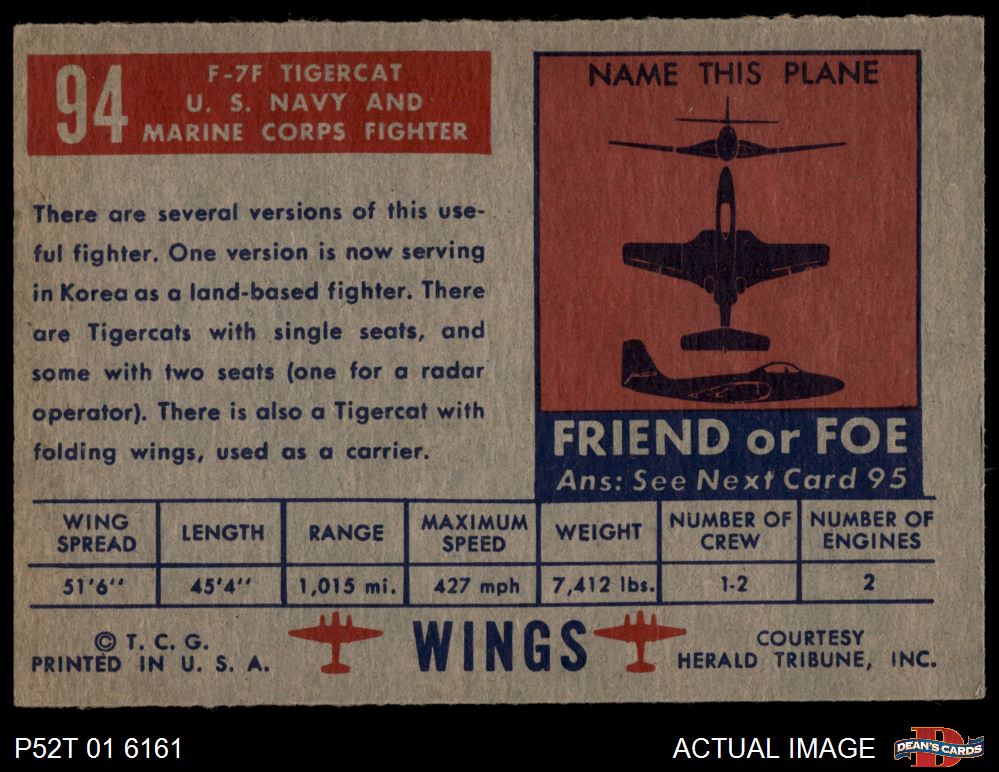 94
F-7F TIGERCAT
U. S. NAVY AND
MARINE CORPS FIGHTER
There are several versions of this use-
ful fighter. One version is now serving
in Korea as a land-based fighter. There
are Tigercats with single seats, and
some with two seats (one for a radar
operator). There is also a Tigercat with
folding wings, used as a carrier.
NAME THIS PLANE
FRIEND or FOE
Ans: See Next Card 95
WING SPREAD LENGTH RANGE MAXIMUM SPEED WEIGHT NUMBER OF CREW NUMBER OF ENGINES
51'6'' 45'4'' 1,015 mi. 427 mph 7,412 lbs. 1-2 2
© T. C. G.
PRINTED IN U. S. A.
WINGS
COURTESY
HERALD TRIBUNE, INC.
P52T 01 6161
ACTUAL IMAGE
D
DEAN'S CARDS